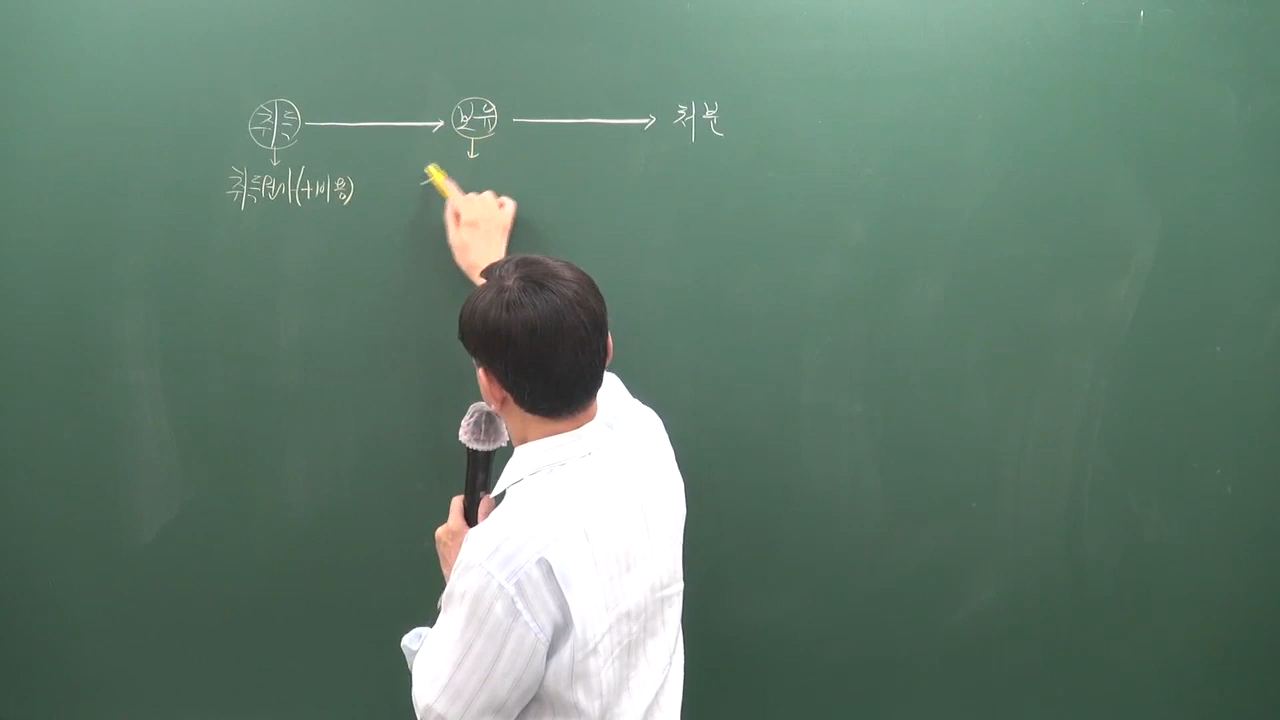 취득 → 보유 → 처분
↓ ↓
취득원가(+비용)